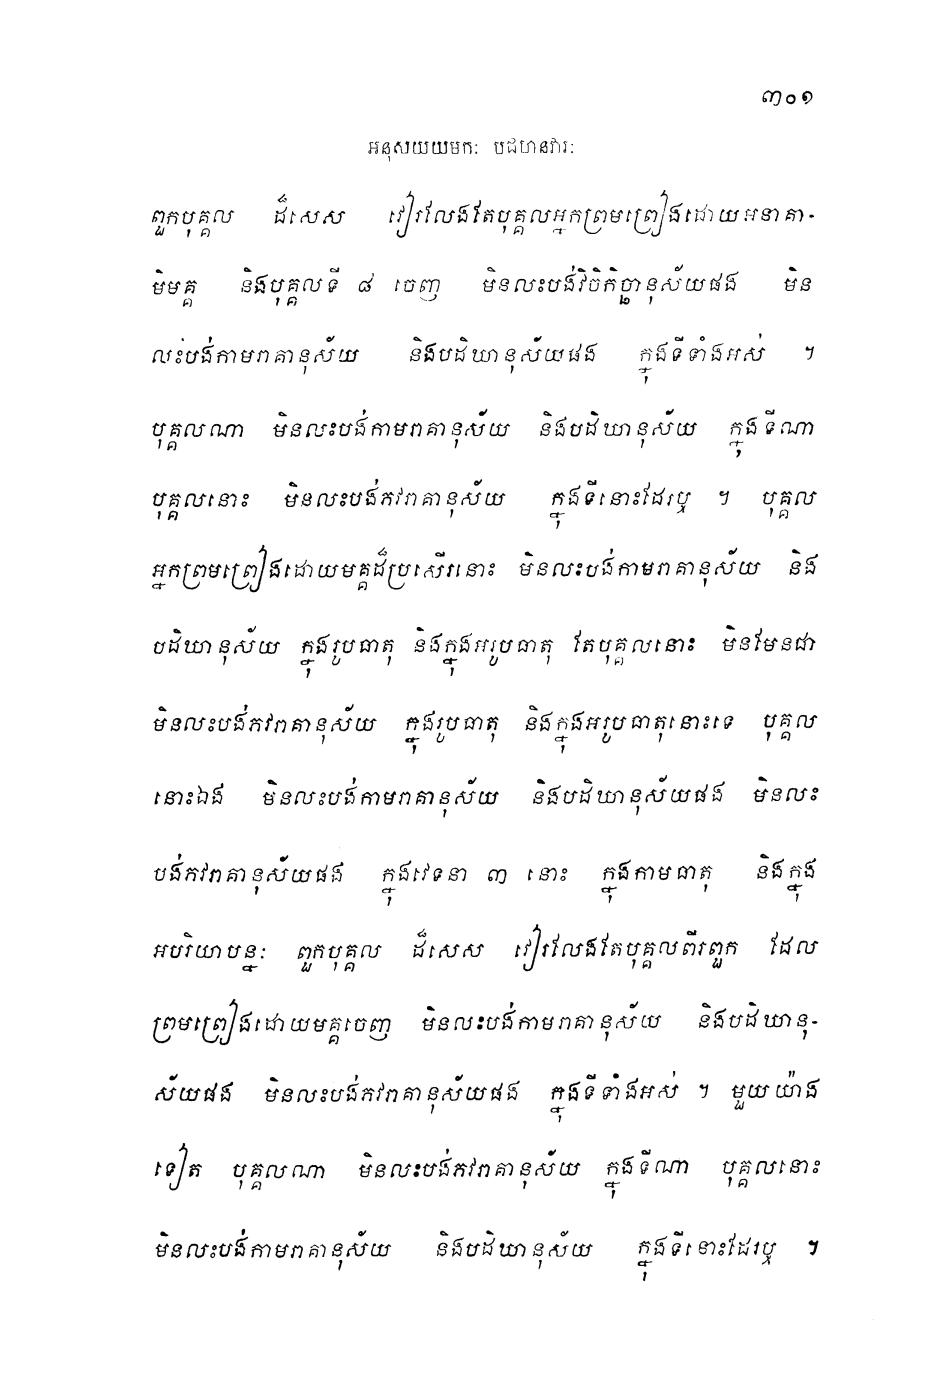 ៣០១
អនុសយយមកៈ បជហនវារៈ
ពួកបុគ្គល ដ៏សេស វៀរលែងតែបុគ្គលអ្នកព្រមព្រៀងដោយអនាគា-
មិមគ្គ និងបុគ្គលទី ៨ ចេញ មិនលះបង់វិចិកិច្ឆានុស័យផង មិន
លះបង់កាមរាគានុស័យ និងបដិឃានុស័យផង ក្នុងទីទាំងអស់ ។
បុគ្គលណា មិនលះបង់កាមរាគានុស័យ និងបដិឃានុស័យ ក្នុងទីណា
បុគ្គលនោះ មិនលះបង់ភវរាគានុស័យ ក្នុងទីនោះដែរឬ ។ បុគ្គល
អ្នកព្រមព្រៀងដោយមគ្គដ៏ប្រសើរនោះ មិនលះបង់កាមរាគានុស័យ និង
បដិឃានុស័យ ក្នុងរូបធាតុ និងក្នុងអរូបធាតុ តែបុគ្គលនោះ មិនមែនជា
មិនលះបង់ភវរាគានុស័យ ក្នុងរូបធាតុ និងក្នុងអរូបធាតុនោះទេ បុគ្គល
នោះឯង មិនលះបង់កាមរាគានុស័យ និងបដិឃានុស័យផង មិនលះ
បង់ភវរាគានុស័យផង ក្នុងវេទនា ៣ នោះ ក្នុងកាមធាតុ និងក្នុង
អបរិយាបន្នៈ ពួកបុគ្គល ដ៏សេស វៀរលែងតែបុគ្គលពីរពួក ដែល
ព្រមព្រៀងដោយមគ្គចេញ មិនលះបង់កាមរាគានុស័យ និងបដិឃានុ-
ស័យផង មិនលះបង់ភវរាគានុស័យផង ក្នុងទីទាំងអស់ ។ មួយយ៉ាង
ទៀត បុគ្គលណា មិនលះបង់ភវរាគានុស័យ ក្នុងទីណា បុគ្គលនោះ
មិនលះបង់កាមរាគានុស័យ និងបដិឃានុស័យ ក្នុងទីនោះដែរឬ ។